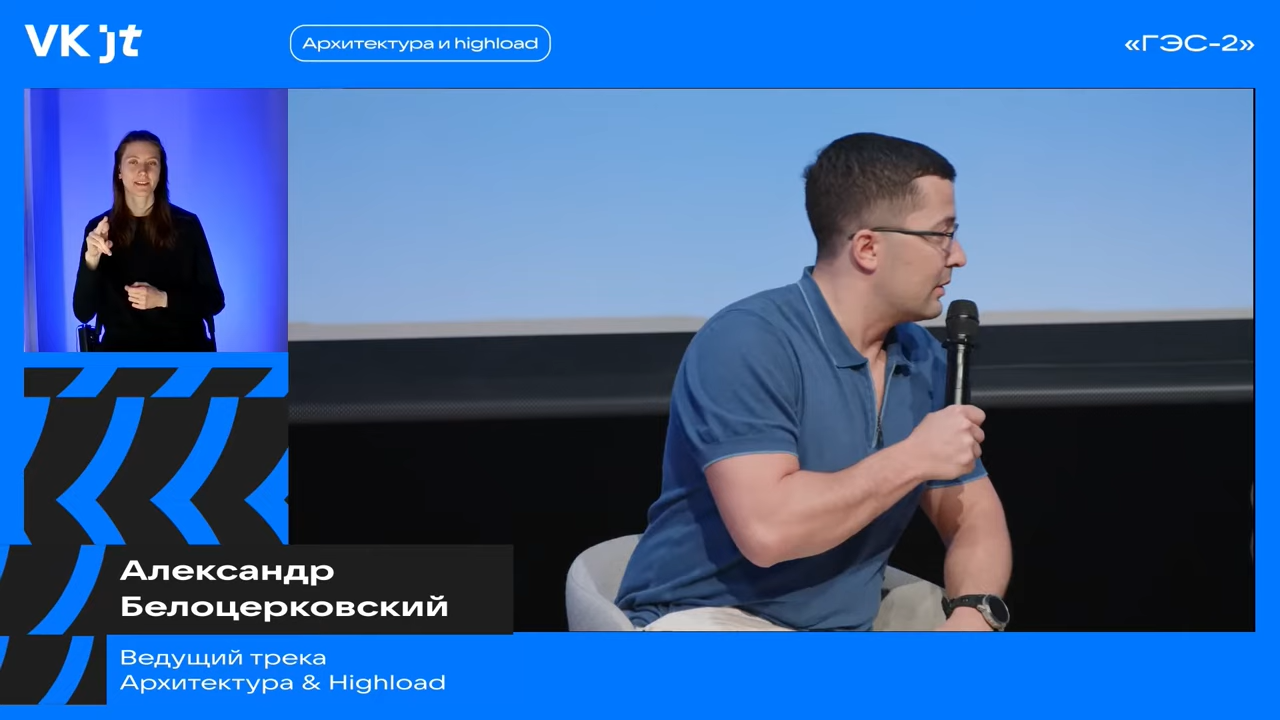 VK jt
Архитектура и highload
«ГЭС-2»
Александр
Белоцерковский
Ведущий трека
Архитектура & Highload